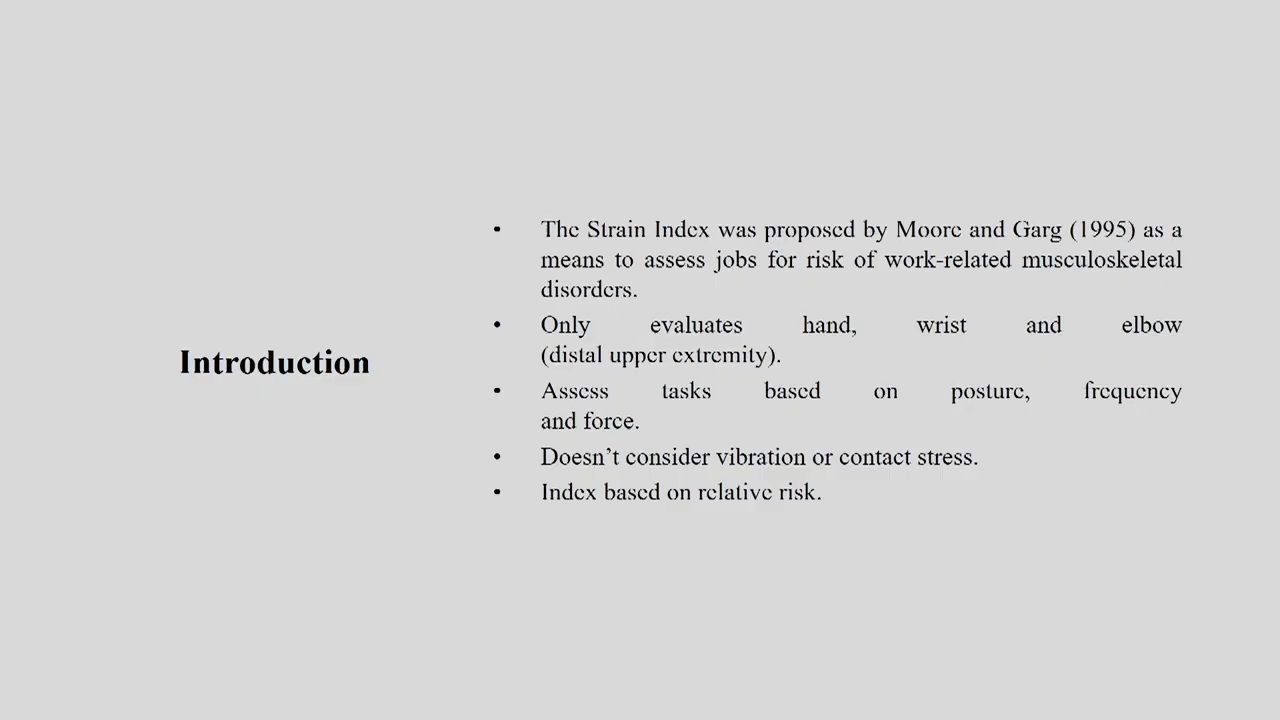 Introduction
• The Strain Index was proposed by Moore and Garg (1995) as a
means to assess jobs for risk of work-related musculoskeletal
disorders.
• Only evaluates hand, wrist and elbow
(distal upper extremity).
• Assess tasks based on posture, frequency
and force.
• Doesn’t consider vibration or contact stress.
• Index based on relative risk.